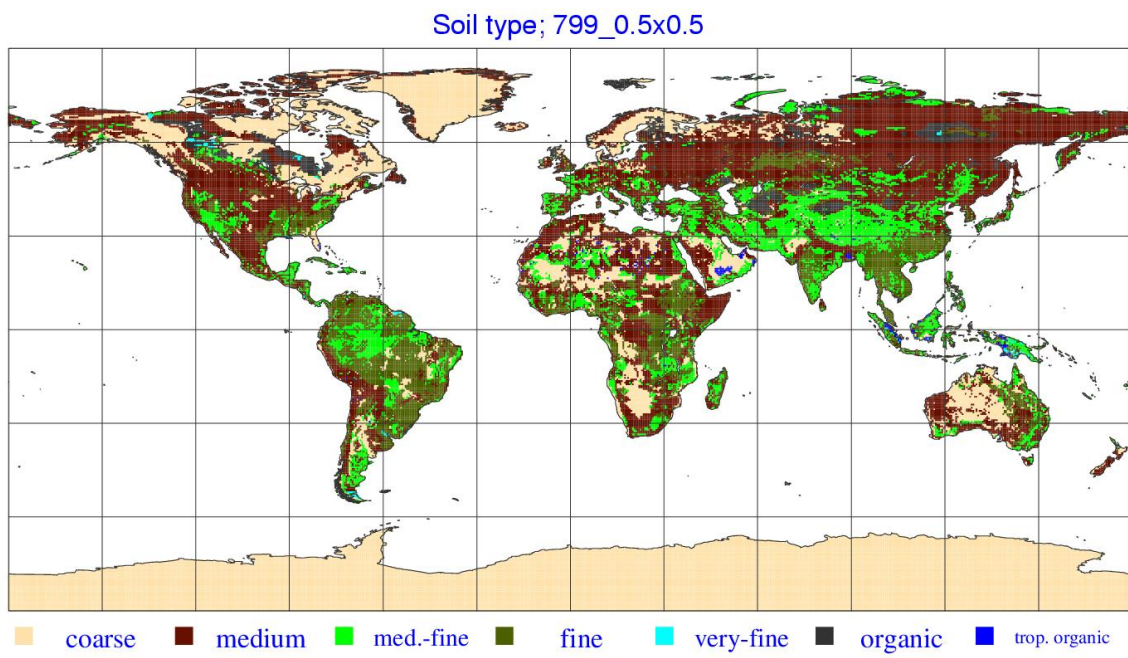 Soil type; 799_0.5x0.5
coarse medium med.-fine fine very-fine organic trop. organic